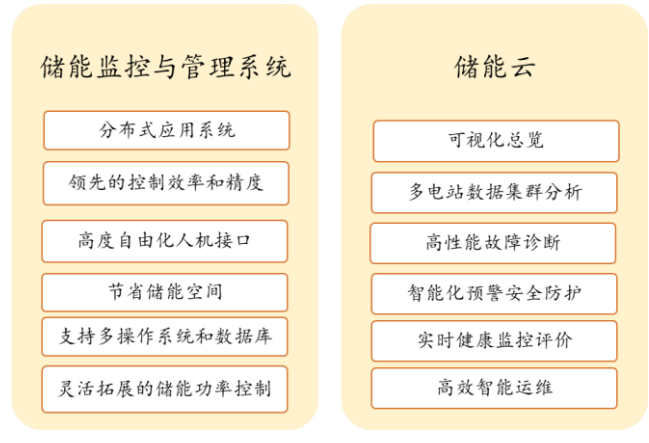 储能监控与管理系统
分布式应用系统
领先的控制效率和精度
高度自由化人机接口
节省储能空间
支持多操作系统和数据库
灵活拓展的储能功率控制
储能云
可视化总览
多电站数据集群分析
高性能故障诊断
智能化预警安全防护
实时健康监控评价
高效智能运维